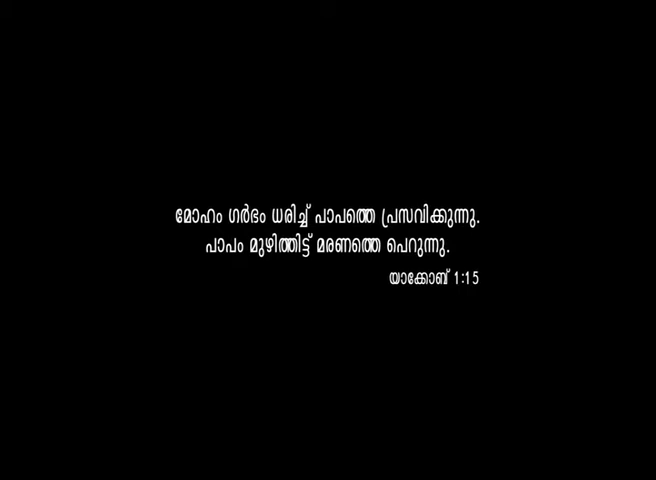 മോഹം ഗർഭം ധരിച്ച് പാപത്തെ പ്രസവിക്കുന്നു.
പാപം മുഴിത്തിട്ട് മരണത്തെ പെറുന്നു.
യാക്കോബ് 1:15